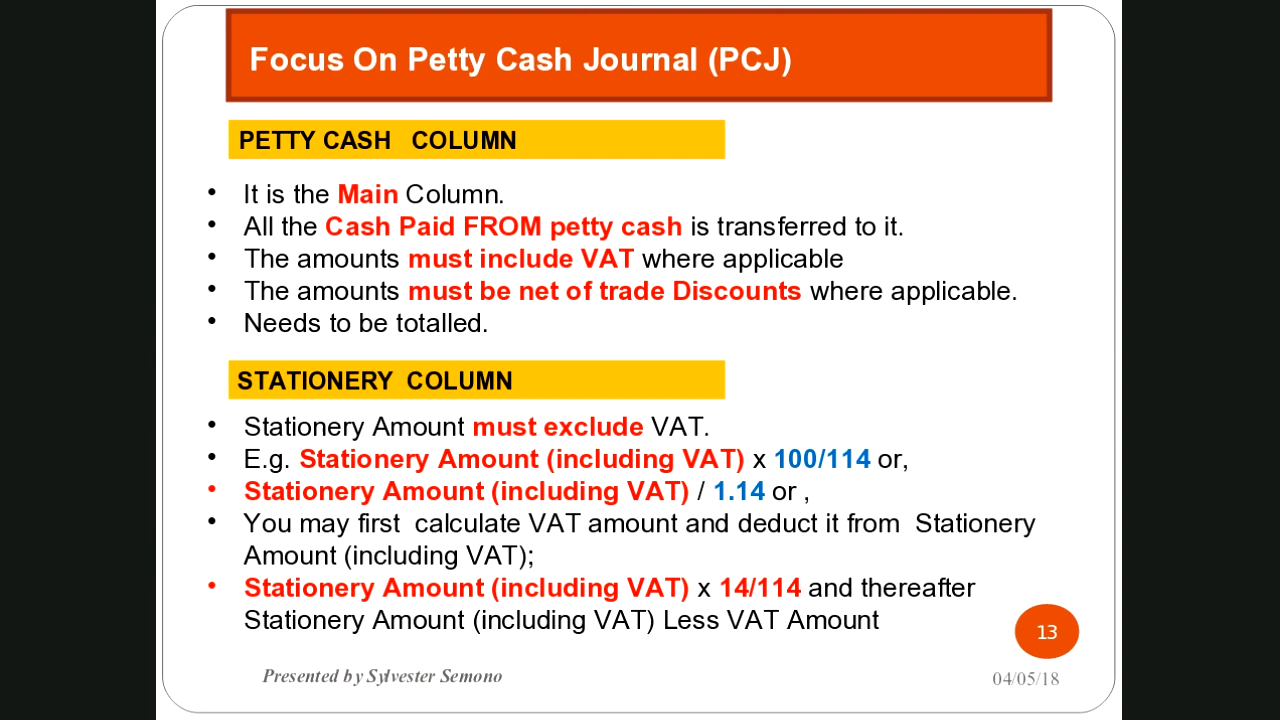 Focus On Petty Cash Journal (PCJ)
PETTY CASH COLUMN
• It is the Main Column.
• All the Cash Paid FROM petty cash is transferred to it.
• The amounts must include VAT where applicable
• The amounts must be net of trade Discounts where applicable.
• Needs to be totalled.
STATIONERY COLUMN
• Stationery Amount must exclude VAT.
• E.g. Stationery Amount (including VAT) x 100/114 or,
• Stationery Amount (including VAT) / 1.14 or ,
• You may first calculate VAT amount and deduct it from Stationery
Amount (including VAT);
• Stationery Amount (including VAT) x 14/114 and thereafter
Stationery Amount (including VAT) Less VAT Amount
13
Presented by Sylvester Semono
04/05/18